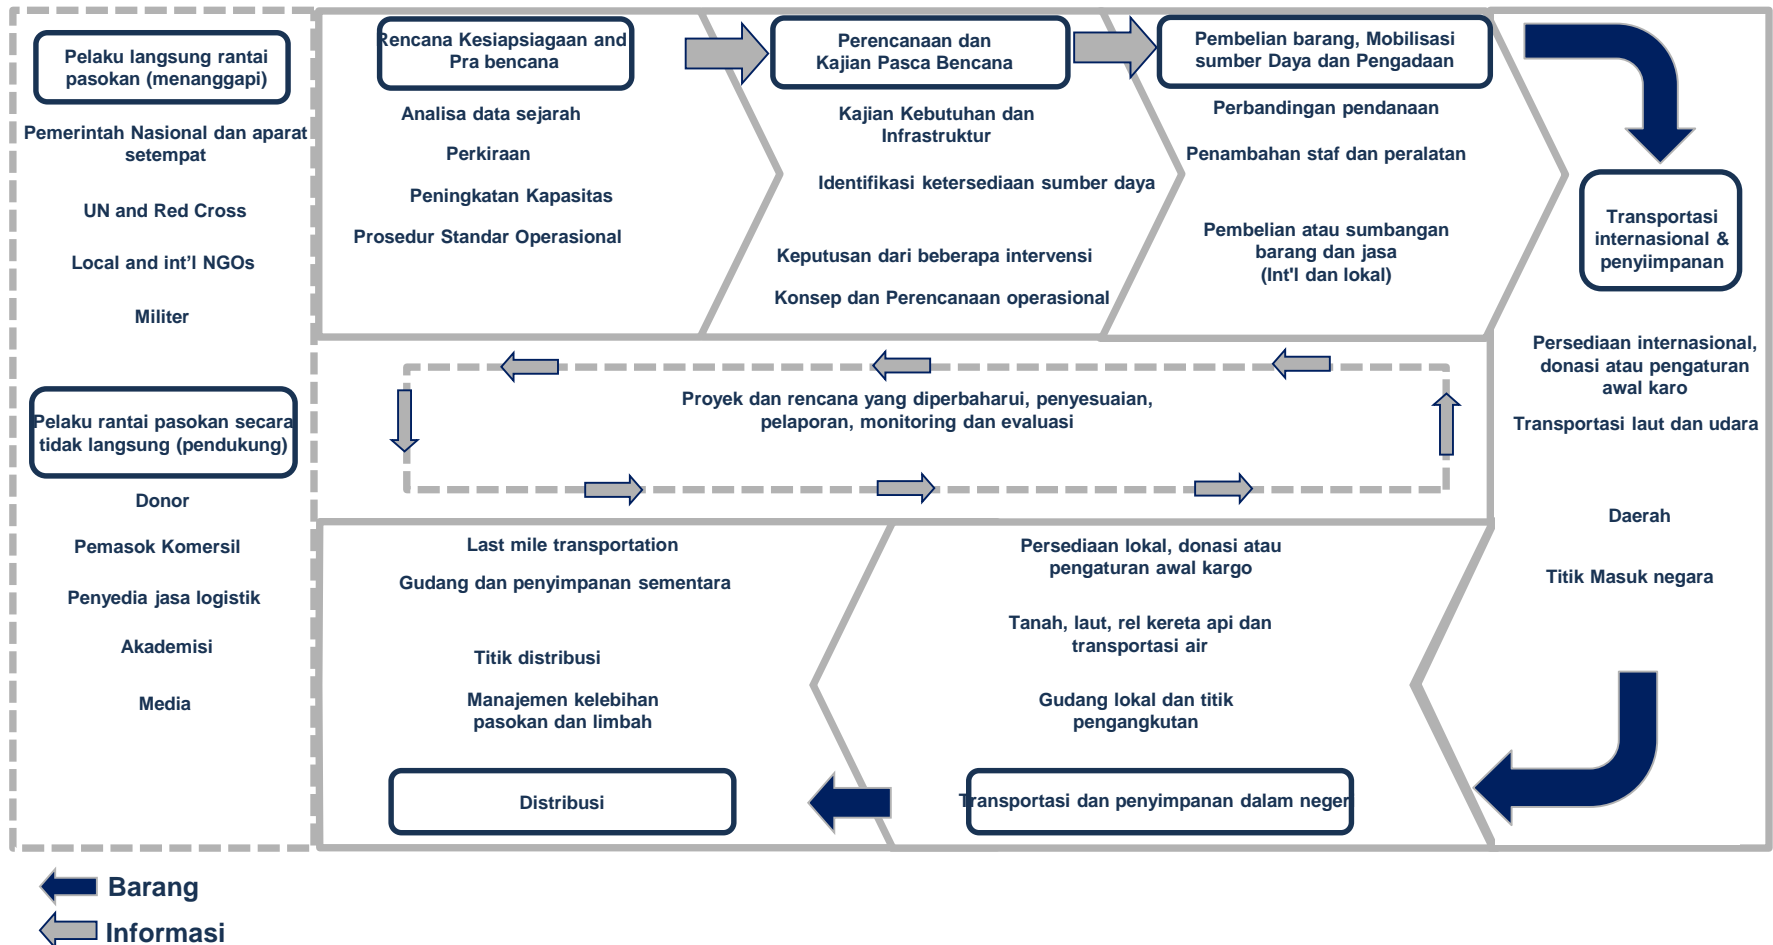 Pelaku langsung rantai
pasokan (menanggapi)
Pemerintah Nasional dan aparat
setempat
UN and Red Cross
Local and int’l NGOs
Militer
Pelaku rantai pasokan secara
tidak langsung (pendukung)
Donor
Pemasok Komersil
Penyedia jasa logistik
Akademisi
Media
Rencana Kesiapsiagaan and
Pra bencana
Analisa data sejarah
Perkiraan
Peningkatan Kapasitas
Prosedur Standar Operasional
Perencanaan dan
Kajian Pasca Bencana
Kajian Kebutuhan dan
Infrastruktur
Identifikasi ketersediaan sumber daya
Keputusan dari beberapa intervensi
Konsep dan Perencanaan operasional
Pembelian barang, Mobilisasi
sumber Daya dan Pengadaan
Perbandingan pendanaan
Penambahan staf dan peralatan
Pembelian atau sumbangan
barang dan jasa
(Int'l dan lokal)
Transportasi
internasional &
penyiimpanan
Persediaan internasional,
donasi atau pengaturan
awal karo
Transportasi laut dan udara
Daerah
Titik Masuk negara
Proyek dan rencana yang diperbaharui, penyesuaian,
pelaporan, monitoring dan evaluasi
Persediaan lokal, donasi atau
pengaturan awal kargo
Tanah, laut, rel kereta api dan
transportasi air
Gudang lokal dan titik
pengangkutan
Transportasi dan penyimpanan dalam neger
Last mile transportation
Gudang dan penyimpanan sementara
Titik distribusi
Manajemen kelebihan
pasokan dan limbah
Distribusi
Barang
Informasi